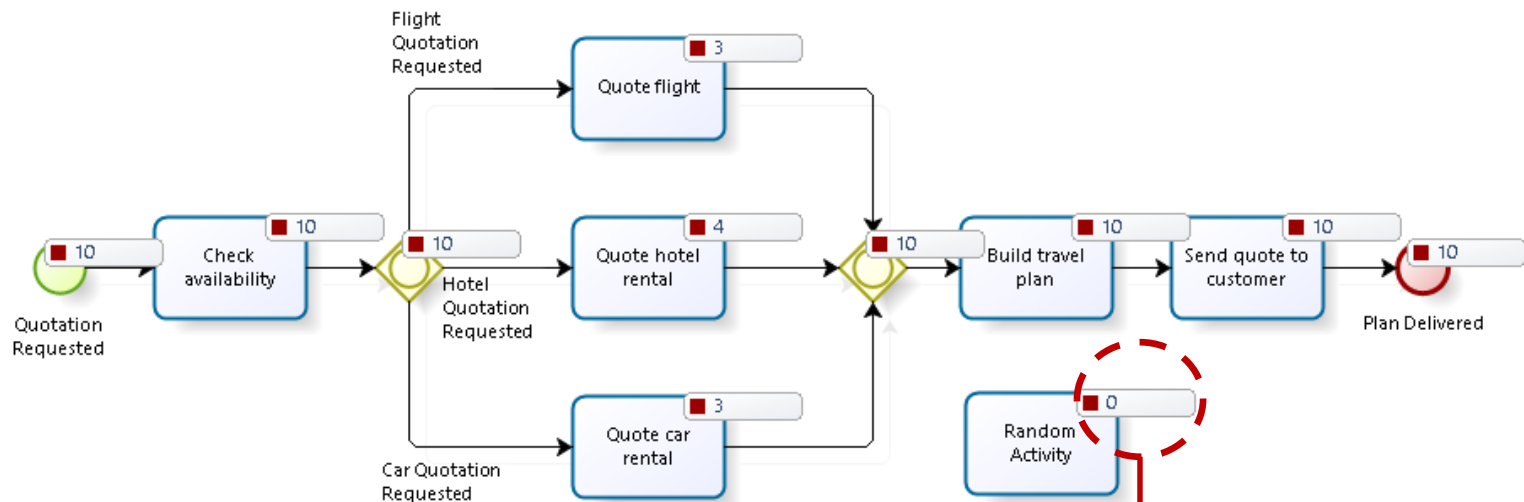 Flight
Quotation
Requested
3
Quote flight
10
Quotation
Requested
10
Check
availability
10
Hotel
Quotation
Requested
4
Quote hotel
rental
10
10
Build travel
plan
10
Send quote to
customer
10
Plan Delivered
Car Quotation
Requested
3
Quote car
rental
0
Random
Activity